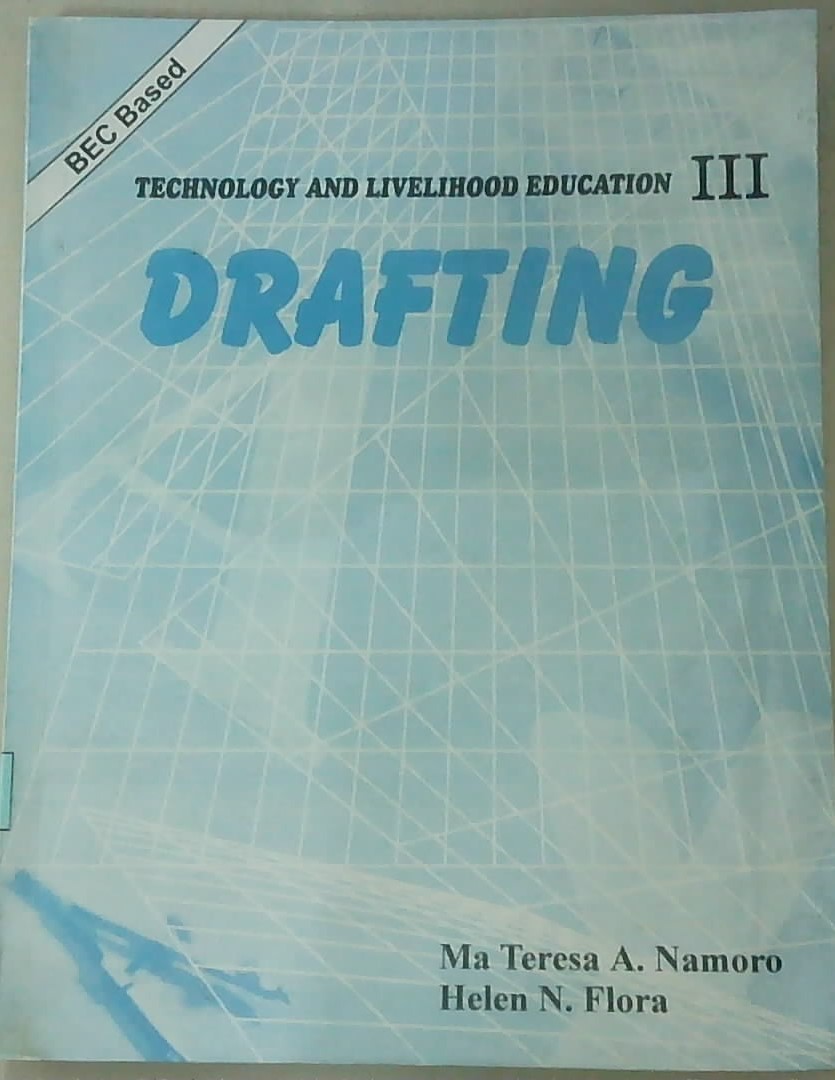 BEC Based
TECHNOLOGY AND LIVELIHOOD EDUCATION III
DRAFTING
Ma Teresa A. Namoro
Helen N. Flora